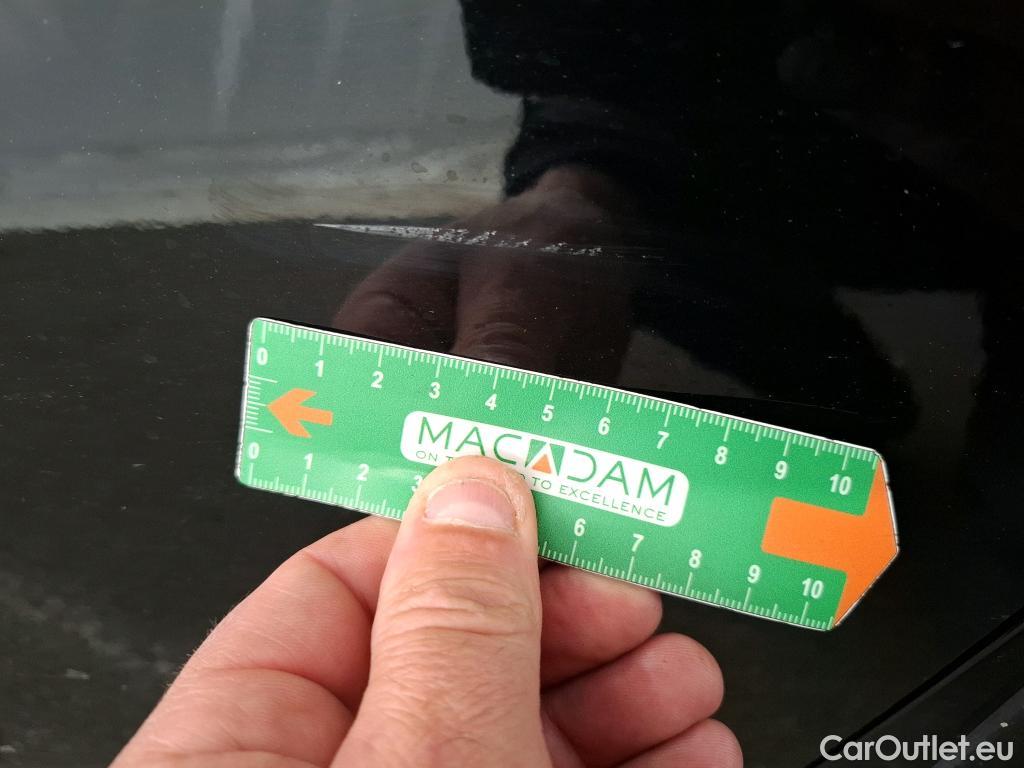 0 1 2 3 4 5 6 7 8 9 10
MACADAM
TO EXCELLENCE
0 1 2 3 6 7 8 9 10
CarOutlet.eu